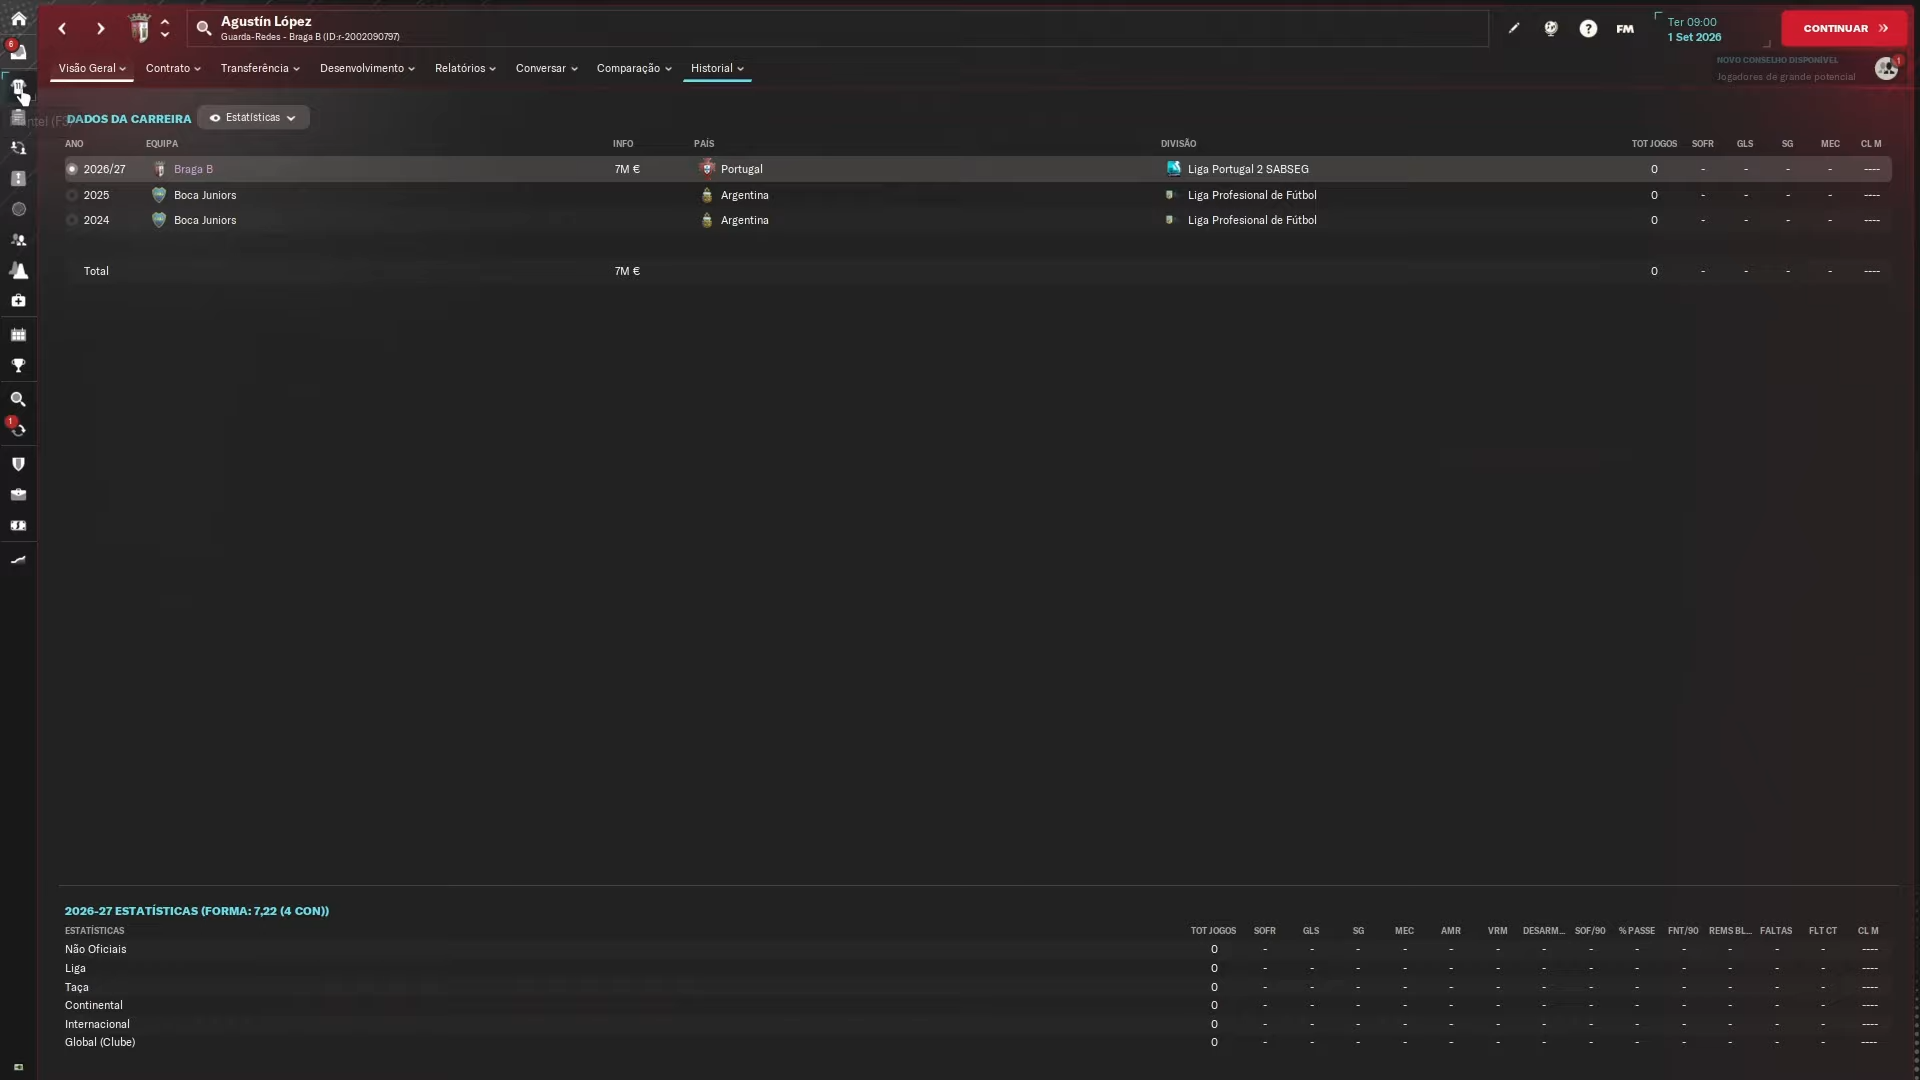 Agustín López
Guarda-Redes - Braga B (ID:r-2002090797)
FM
Ter 09:00
1 Set 2026
CONTINUAR
6
Visão Geral
Contrato
Transferência
Desenvolvimento
Relatórios
Conversar
Comparação
Historial
NOVO CONSELHO DISPONÍVEL
Jogadores de grande potencial
1
DADOS DA CARREIRA
Estatísticas
ANO EQUIPA INFO PAÍS DIVISÃO TOT JOGOS SOFR GLS SG MEC CL M
2026/27 Braga B 7M € Portugal Liga Portugal 2 SABSEG 0 - - - - ----
2025 Boca Juniors Argentina Liga Profesional de Fútbol 0 - - - - ----
2024 Boca Juniors Argentina Liga Profesional de Fútbol 0 - - - - ----
Total 7M € 0 - - - - ----
1
2026-27 ESTATÍSTICAS (FORMA: 7,22 (4 CON))
ESTATÍSTICAS TOT JOGOS SOFR GLS SG MEC AMR VRM DESARM... SOF/90 % PASSE FNT/90 REMS BL... FALTAS FLT CT CL M
Não Oficiais 0 - - - - - - - - - - - - - ----
Liga 0 - - - - - - - - - - - - - ----
Taça 0 - - - - - - - - - - - - - ----
Continental 0 - - - - - - - - - - - - - ----
Internacional 0 - - - - - - - - - - - - - ----
Global (Clube) 0 - - - - - - - - - - - - - ----